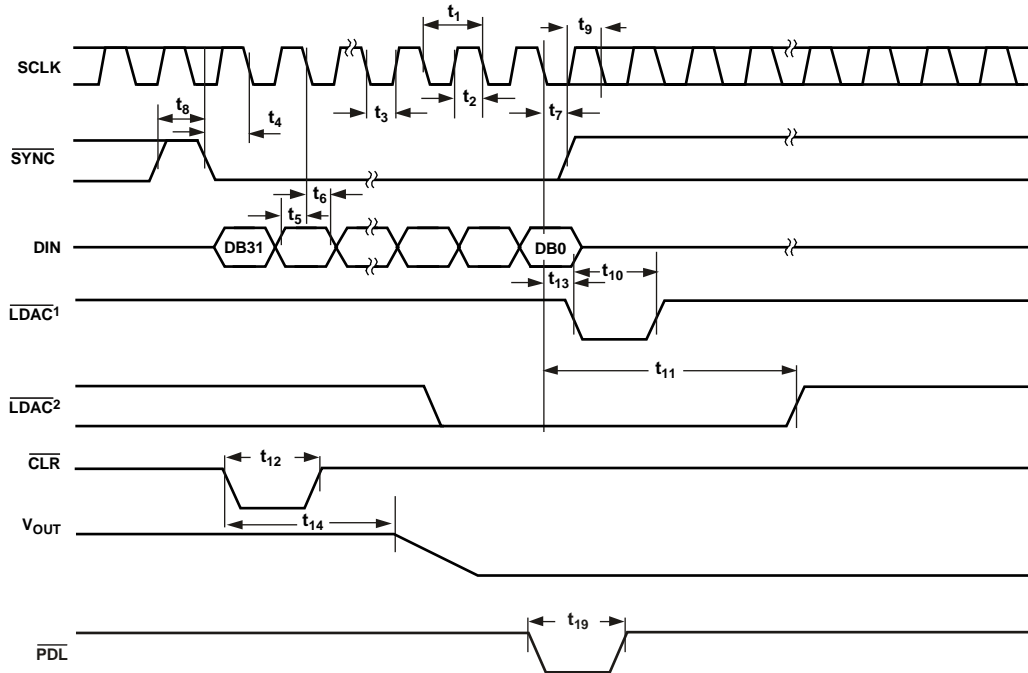 t1
t9
SCLK
t8
t4
t3
t2
t7
SYNC
t6
t5
DIN
DB31
DB0
t13
t10
LDAC1
t11
LDAC2
t12
CLR
t14
VOUT
t19
PDL